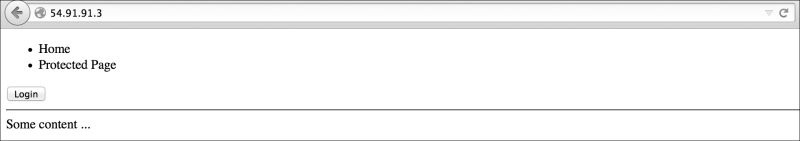 54.91.91.3
Home
Protected Page
Login
Some content ...